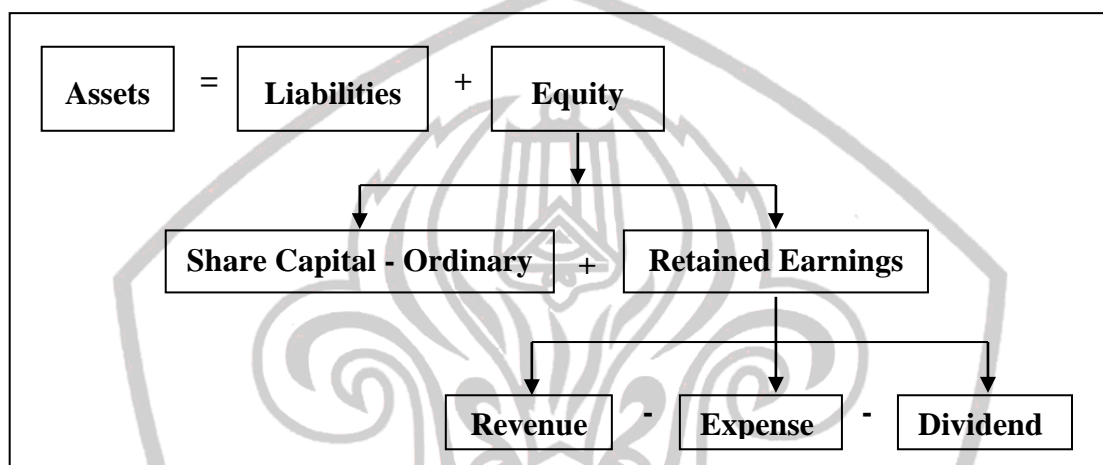 Assets = Liabilities + Equity
Share Capital - Ordinary + Retained Earnings
Revenue - Expense - Dividend